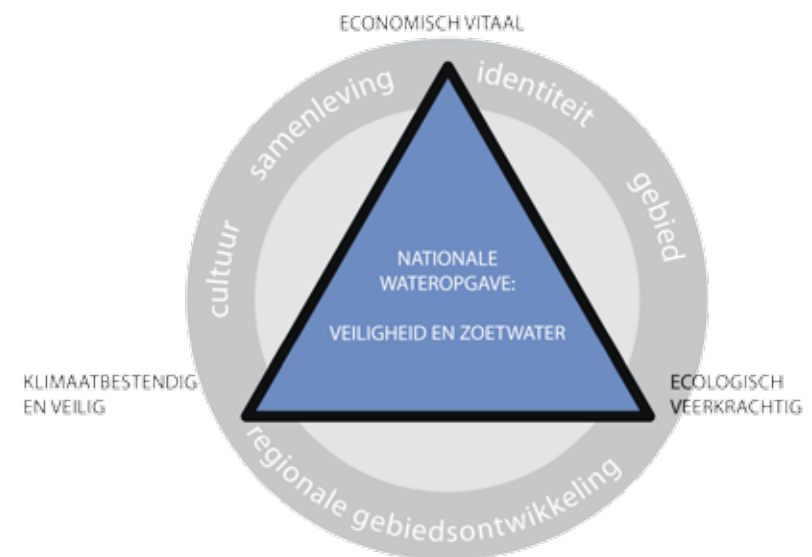 ECONOMISCH VITAAL
samenleving
identiteit
cultuur
gebied
NATIONALE
WATEROPGAVE:
VEILIGHEID EN ZOETWATER
KLIMAATBESTENDIG
EN VEILIG
ECOLOGISCH
VEERKRACHTIG
regionale gebiedsontwikkeling